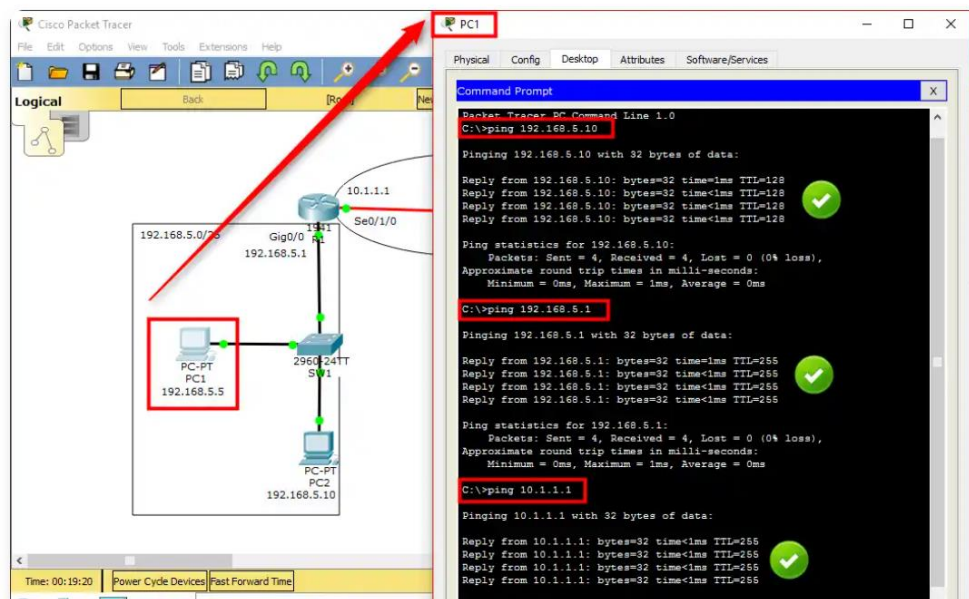 Cisco Packet Tracer
File Edit Options View Tools Extensions Help
Logical
Back
New
10.1.1.1
Se0/1/0
1941
R1
192.168.5.0/
Gig0/0
192.168.5.1
PC-PT
PC1
192.168.5.5
2960-24TT
SW1
PC-PT
PC2
192.168.5.10
Time: 00:19:20 Power Cycle Devices Fast Forward Time
PC1
Physical Config Desktop Attributes Software/Services
Command Prompt X
Packet Tracer PC Command Line 1.0
C:\>ping 192.168.5.10
Pinging 192.168.5.10 with 32 bytes of data:
Reply from 192.168.5.10: bytes=32 time=1ms TTL=128
Reply from 192.168.5.10: bytes=32 time<1ms TTL=128
Reply from 192.168.5.10: bytes=32 time<1ms TTL=128
Reply from 192.168.5.10: bytes=32 time<1ms TTL=128
Ping statistics for 192.168.5.10:
Packets: Sent = 4, Received = 4, Lost = 0 (0% loss),
Approximate round trip times in milli-seconds:
Minimum = 0ms, Maximum = 1ms, Average = 0ms
C:\>ping 192.168.5.1
Pinging 192.168.5.1 with 32 bytes of data:
Reply from 192.168.5.1: bytes=32 time=1ms TTL=255
Reply from 192.168.5.1: bytes=32 time<1ms TTL=255
Reply from 192.168.5.1: bytes=32 time<1ms TTL=255
Reply from 192.168.5.1: bytes=32 time<1ms TTL=255
Ping statistics for 192.168.5.1:
Packets: Sent = 4, Received = 4, Lost = 0 (0% loss),
Approximate round trip times in milli-seconds:
Minimum = 0ms, Maximum = 1ms, Average = 0ms
C:\>ping 10.1.1.1
Pinging 10.1.1.1 with 32 bytes of data:
Reply from 10.1.1.1: bytes=32 time<1ms TTL=255
Reply from 10.1.1.1: bytes=32 time<1ms TTL=255
Reply from 10.1.1.1: bytes=32 time<1ms TTL=255
Reply from 10.1.1.1: bytes=32 time<1ms TTL=255